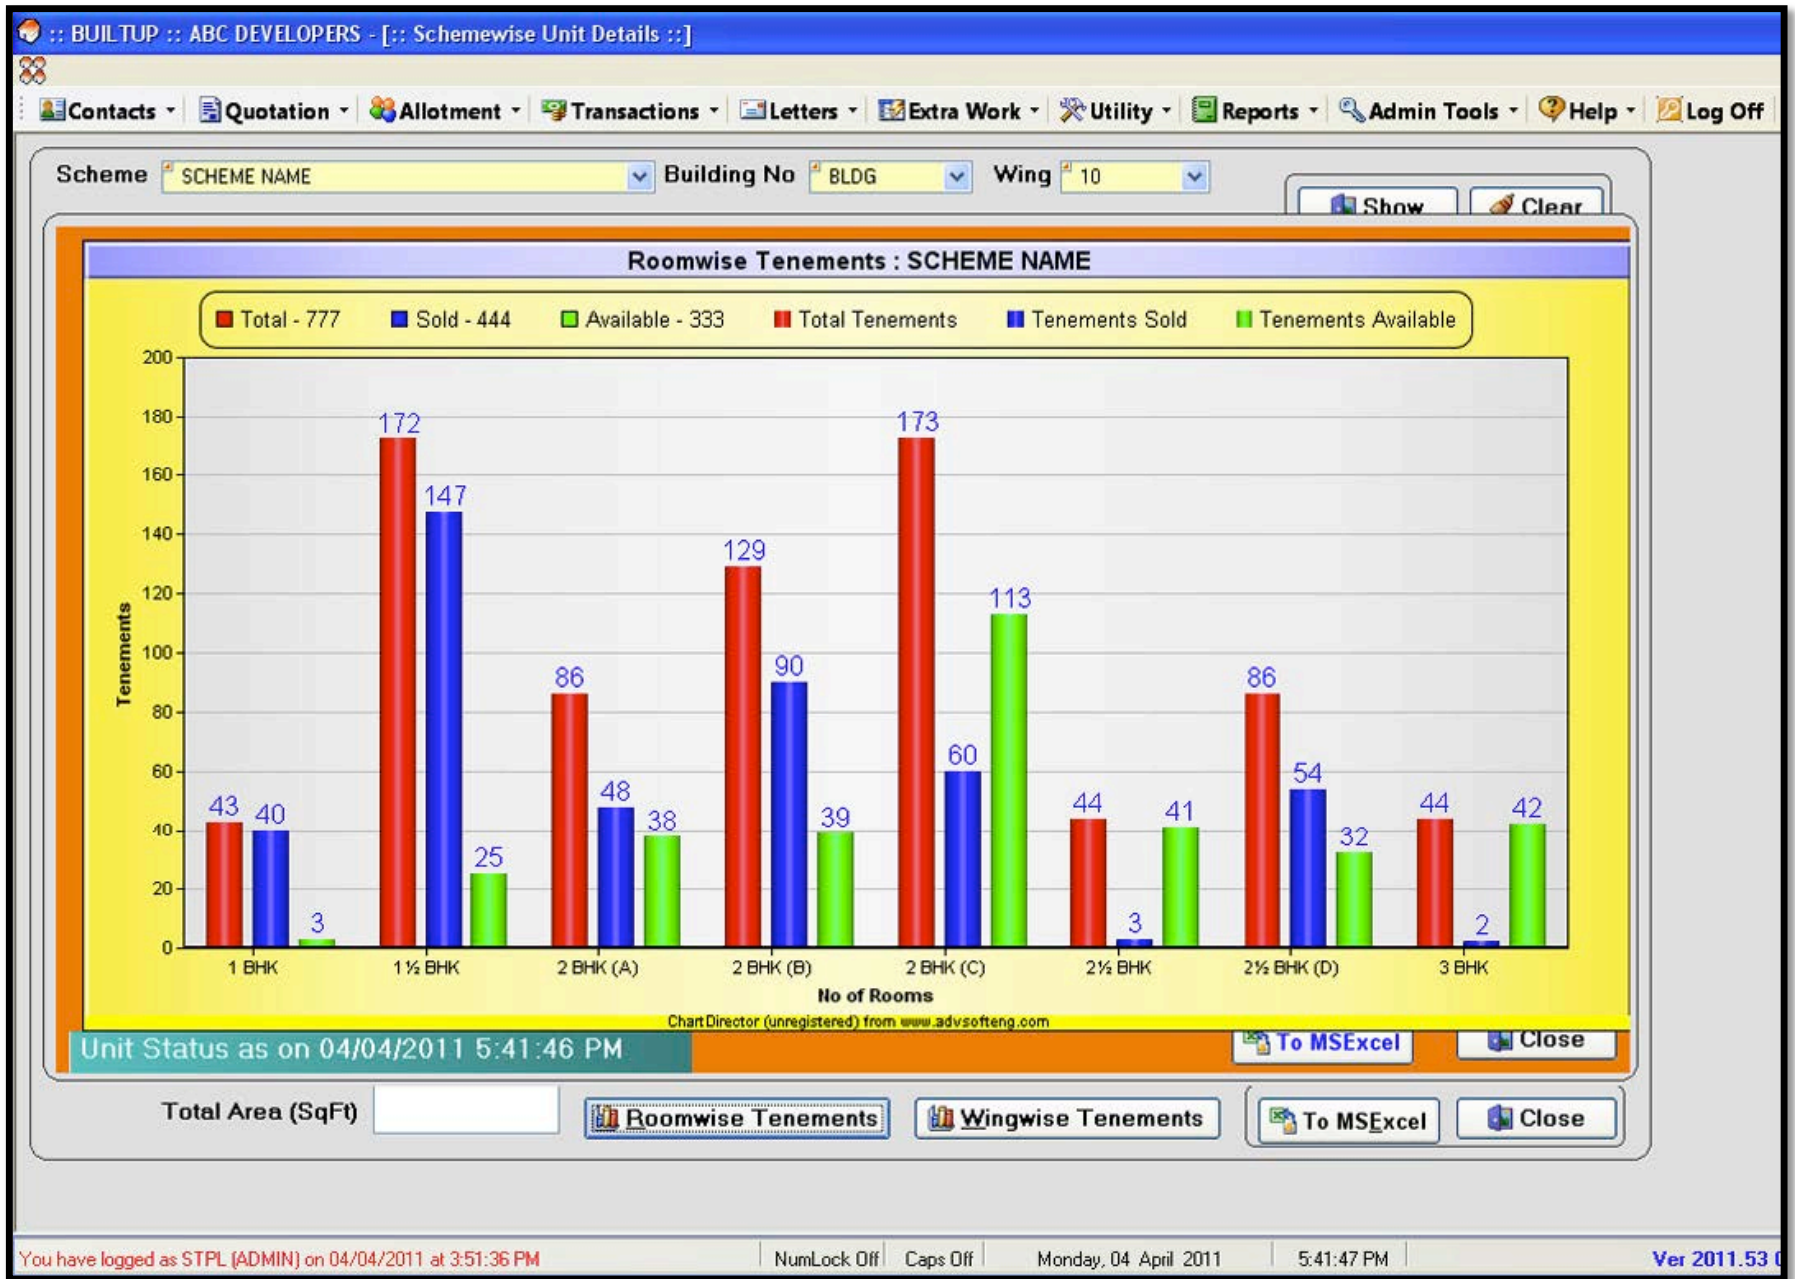 :: BUILTUP :: ABC DEVELOPERS - [:: Schemewise Unit Details ::]
Contacts Quotation Allotment Transactions Letters Extra Work Utility Reports Admin Tools Help Log Off
Scheme SCHEME NAME Building No BLDG Wing 10
Show Clear
Roomwise Tenements : SCHEME NAME
Total - 777 Sold - 444 Available - 333 Total Tenements Tenements Sold Tenements Available
200
180
160
140
120
100
80
60
40
20
0
Tenements
43 40 3
172 147 25
86 48 38
129 90 39
173 60 113
44 3 41
86 54 32
44 2 42
1 BHK 1½ BHK 2 BHK (A) 2 BHK (B) 2 BHK (C) 2½ BHK 2½ BHK (D) 3 BHK
No of Rooms
ChartDirector (unregistered) from www.advsofteng.com
Unit Status as on 04/04/2011 5:41:46 PM To MSExcel Close
Total Area (SqFt) Roomwise Tenements Wingwise Tenements To MSExcel Close
You have logged as STPL (ADMIN) on 04/04/2011 at 3:51:36 PM NumLock Off Caps Off Monday, 04 April 2011 5:41:47 PM Ver 2011.53